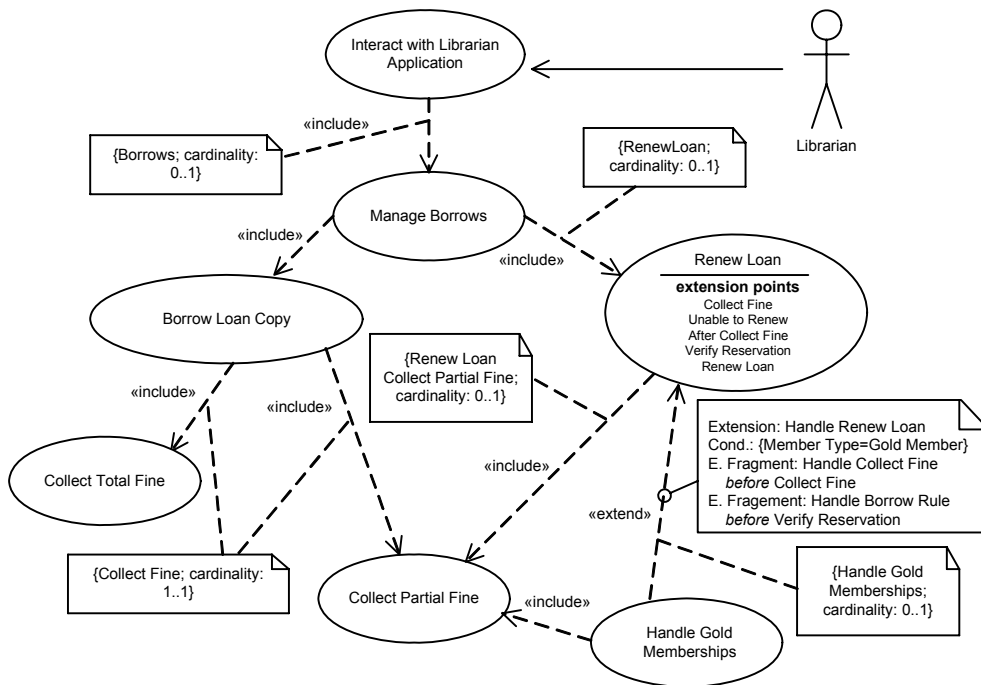 Interact with Librarian
Application
Librarian
«include»
{Borrows; cardinality:
0..1}
{RenewLoan;
cardinality: 0..1}
Manage Borrows
«include»
«include»
Renew Loan
extension points
Collect Fine
Unable to Renew
After Collect Fine
Verify Reservation
Renew Loan
Borrow Loan Copy
{Renew Loan
Collect Partial Fine;
cardinality: 0..1}
«include»
«include»
Extension: Handle Renew Loan
Cond.: {Member Type=Gold Member}
E. Fragment: Handle Collect Fine
before Collect Fine
E. Fragement: Handle Borrow Rule
before Verify Reservation
«include»
Collect Total Fine
«extend»
{Collect Fine; cardinality:
1..1}
{Handle Gold
Memberships;
cardinality: 0..1}
Collect Partial Fine
«include»
Handle Gold
Memberships